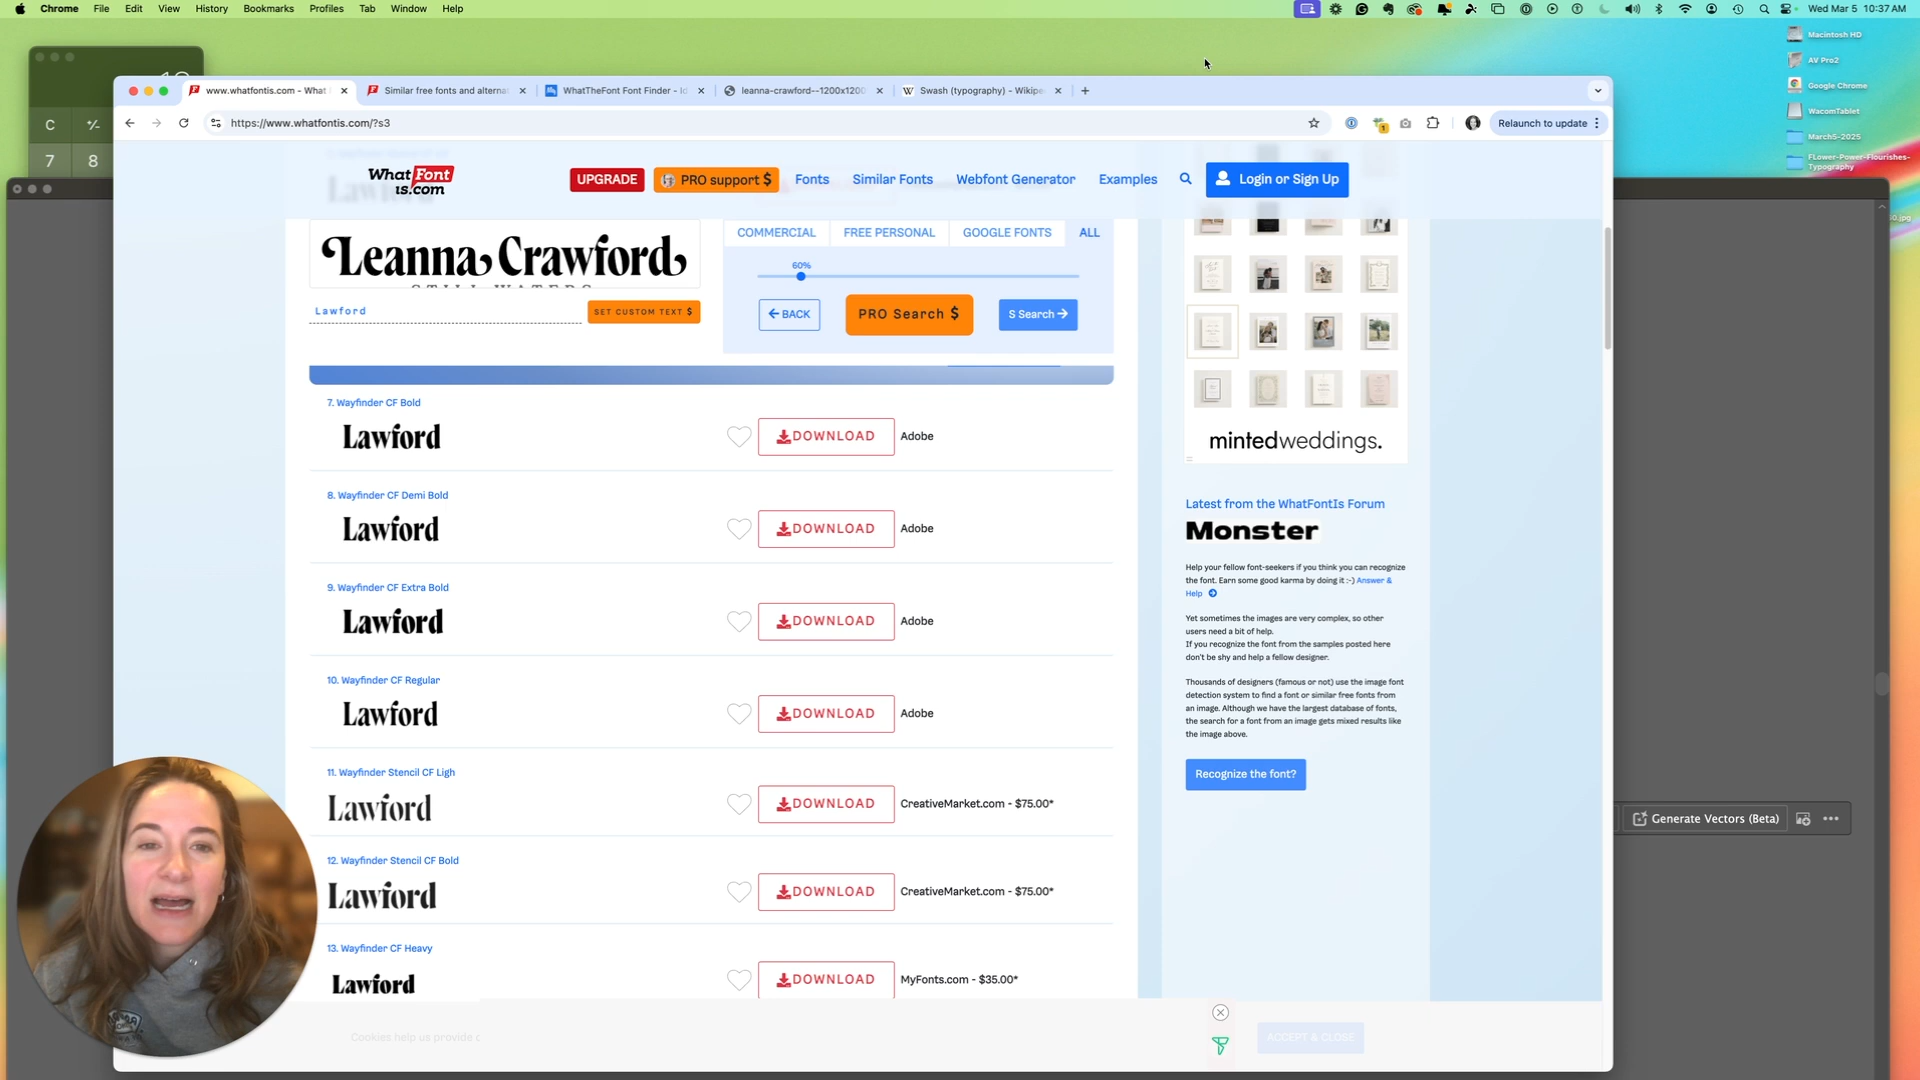 Chrome File Edit View History Bookmarks Profiles Tab Window Help
Wed Mar 5 10:37 AM
Macintosh HD
AV Pro2
Google Chrome
WacomTablet
March5-2025
FLower-Power-Flourishes-Typography
www.whatfontis.com - What
Similar free fonts and alterna
WhatTheFont Font Finder - Id
leanna-crawford--1200x1200
Swash (typography) - Wikipe
https://www.whatfontis.com/?s3
Relaunch to update
C +/-
7 8
What Font is.com
UPGRADE
PRO support $
Fonts
Similar Fonts
Webfont Generator
Examples
Login or Sign Up
Leanna Crawford
COMMERCIAL
FREE PERSONAL
GOOGLE FONTS
ALL
60%
Lawford
SET CUSTOM TEXT $
BACK
PRO Search $
S Search
7. Wayfinder CF Bold
Lawford
DOWNLOAD
Adobe
8. Wayfinder CF Demi Bold
Lawford
DOWNLOAD
Adobe
9. Wayfinder CF Extra Bold
Lawford
DOWNLOAD
Adobe
10. Wayfinder CF Regular
Lawford
DOWNLOAD
Adobe
11. Wayfinder Stencil CF Ligh
Lawford
DOWNLOAD
CreativeMarket.com - $75.00*
12. Wayfinder Stencil CF Bold
Lawford
DOWNLOAD
CreativeMarket.com - $75.00*
13. Wayfinder CF Heavy
Lawford
DOWNLOAD
MyFonts.com - $35.00*
mintedweddings.
Latest from the WhatFontIs Forum
Monster
Help your fellow font-seekers if you think you can recognize
the font. Earn some good karma by doing it :-) Answer &
Help
Yet sometimes the images are very complex, so other
users need a bit of help.
If you recognize the font from the samples posted here
don't be shy and help a fellow designer.
Thousands of designers (famous or not) use the image font
detection system to find a font or similar free fonts from
an image. Although we have the largest database of fonts,
the search for a font from an image gets mixed results like
the image above.
Recognize the font?
Generate Vectors (Beta)
Cookies help us provide c
ACCEPT & CLOSE